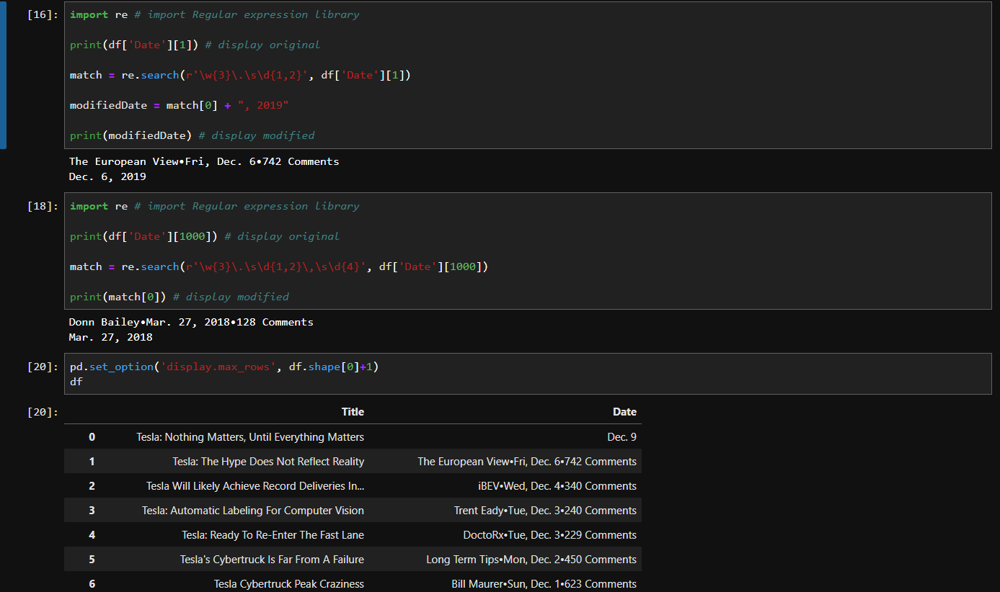 [16]: import re # import Regular expression library
print(df['Date'][1]) # display original
match = re.search(r'\w{3}\.\s\d{1,2}', df['Date'][1])
modifiedDate = match[0] + ", 2019"
print(modifiedDate) # display modified
The European View•Fri, Dec. 6•742 Comments
Dec. 6, 2019
[18]: import re # import Regular expression library
print(df['Date'][1000]) # display original
match = re.search(r'\w{3}\.\s\d{1,2}\,\s\d{4}', df['Date'][1000])
print(match[0]) # display modified
Donn Bailey•Mar. 27, 2018•128 Comments
Mar. 27, 2018
[20]: pd.set_option('display.max_rows', df.shape[0]+1)
df
[20]: Title Date
0 Tesla: Nothing Matters, Until Everything Matters Dec. 9
1 Tesla: The Hype Does Not Reflect Reality The European View•Fri, Dec. 6•742 Comments
2 Tesla Will Likely Achieve Record Deliveries In... iBEV•Wed, Dec. 4•340 Comments
3 Tesla: Automatic Labeling For Computer Vision Trent Eady•Tue, Dec. 3•240 Comments
4 Tesla: Ready To Re-Enter The Fast Lane DoctoRx•Tue, Dec. 3•229 Comments
5 Tesla's Cybertruck Is Far From A Failure Long Term Tips•Mon, Dec. 2•450 Comments
6 Tesla Cybertruck Peak Craziness Bill Maurer•Sun, Dec. 1•623 Comments